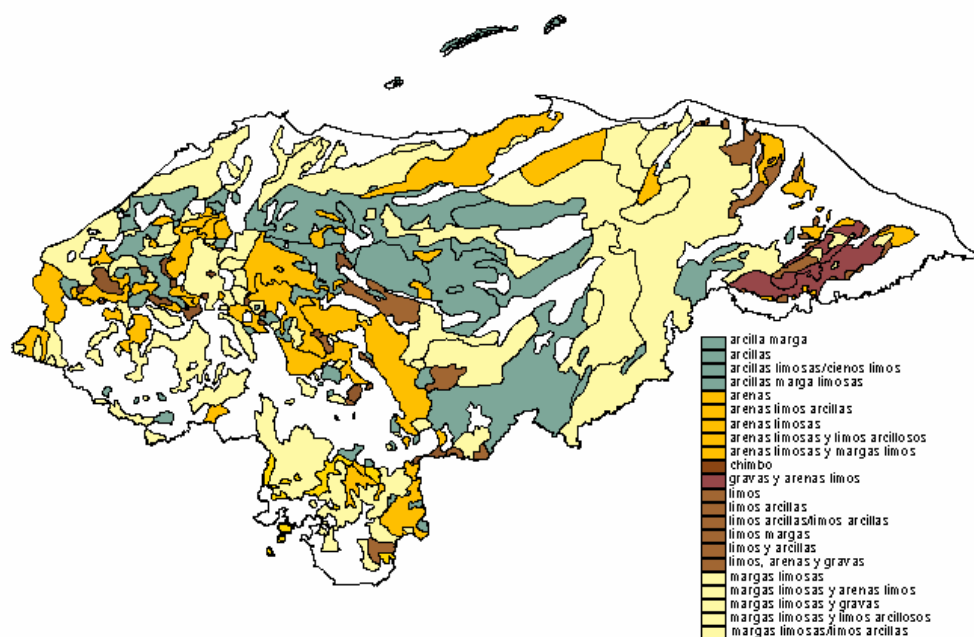 arcilla marga
arcillas
arcillas limosas/cienos limos
arcillas marga limosas
arenas
arenas limos arcillas
arenas limosas
arenas limosas y limos arcillosos
arenas limosas y margas limos
chimbo
gravas y arenas limos
limos
limos arcillas
limos arcillas/limos arcillas
limos margas
limos y arcillas
limos, arenas y gravas
margas limosas
margas limosas y arenas limos
margas limosas y gravas
margas limosas y limos arcillosos
margas limosas/limos arcillas